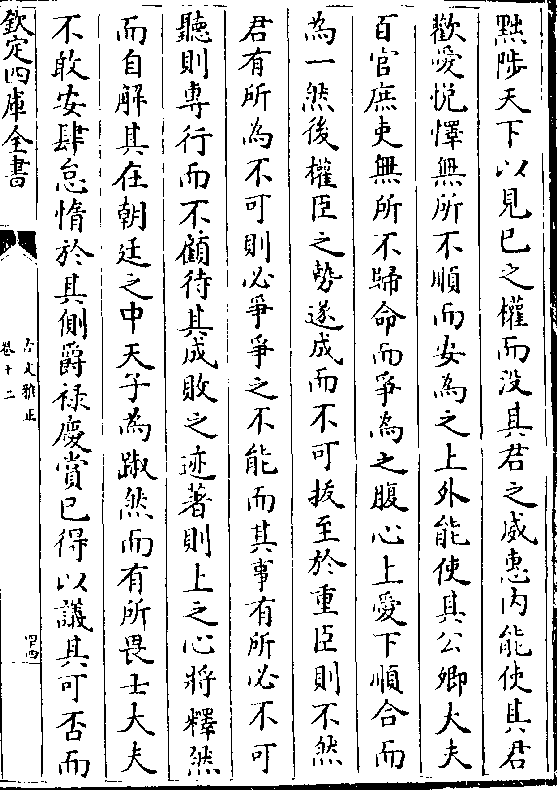 黜陟天下以見己之權而没其君之威惠内能使其君
歡愛悦懌無所不順而安為之上外能使其公卿大夫
百官庶吏無所不歸命而爭為之腹心上愛下順合而
為一然後權臣之勢遂成而不可拔至於重臣則不然
君有所為不可則必爭爭之不能而其事有所必不可
聽則專行而不顧待其成敗之迹著則上之心將釋然
而自解其在朝廷之中天子為踧然而有所畏士大夫
不敢安肆怠惰於其側爵禄慶賞已得以議其可否而
欽定四庫全書
古文雅正
卷十二
四四